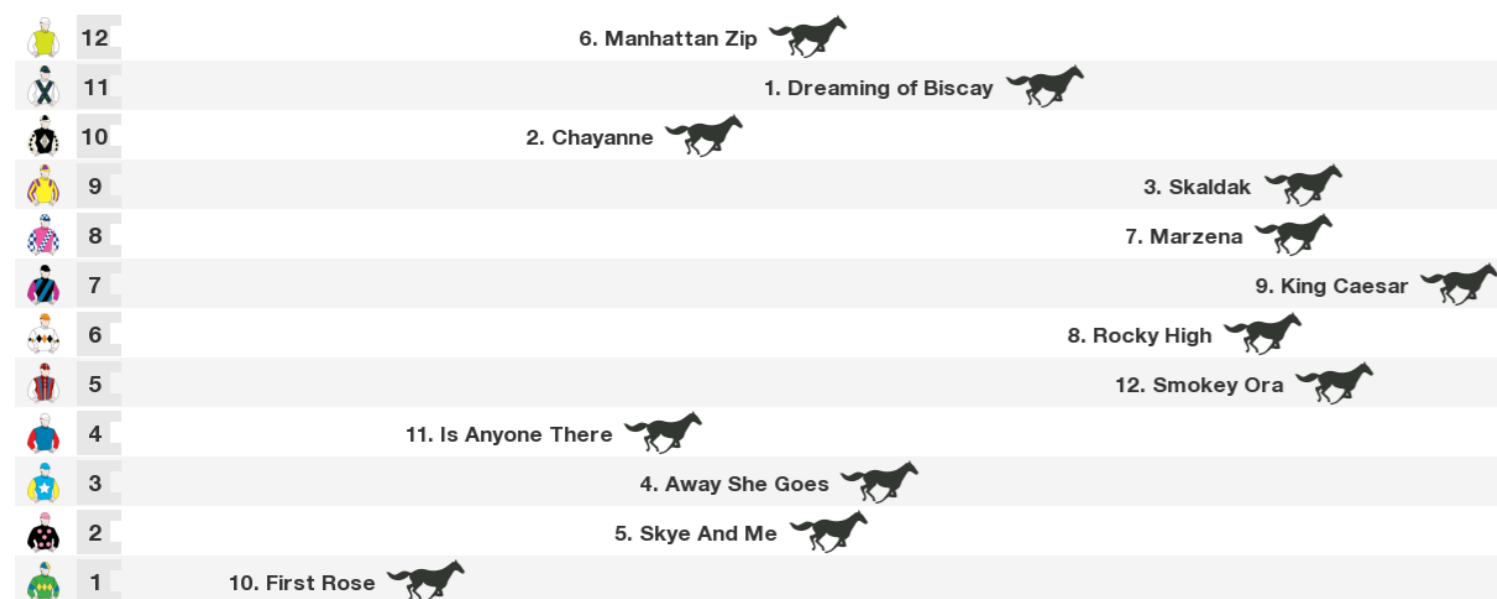 12 6. Manhattan Zip
11 1. Dreaming of Biscay
10 2. Chayanne
9 3. Skaldak
8 7. Marzena
7 9. King Caesar
6 8. Rocky High
5 12. Smokey Ora
4 11. Is Anyone There
3 4. Away She Goes
2 5. Skye And Me
1 10. First Rose